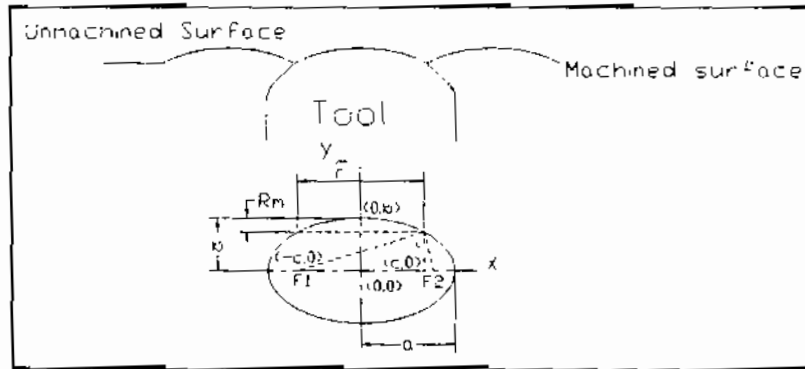 Unmachined Surface
Machined surface
Tool
y
r
Rm
(0,b)
b
(-c,0)
(c,0)
x
F1
F2
(0,0)
a